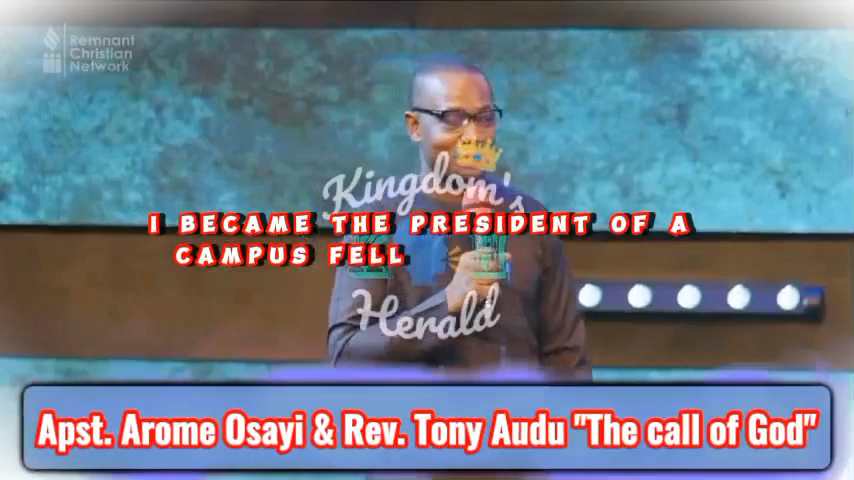 Remnant
Christian
Network
Kingdom's
I BECAME THE PRESIDENT OF A
CAMPUS FELL
Herald
Apst. Arome Osayi & Rev. Tony Audu "The call of God"